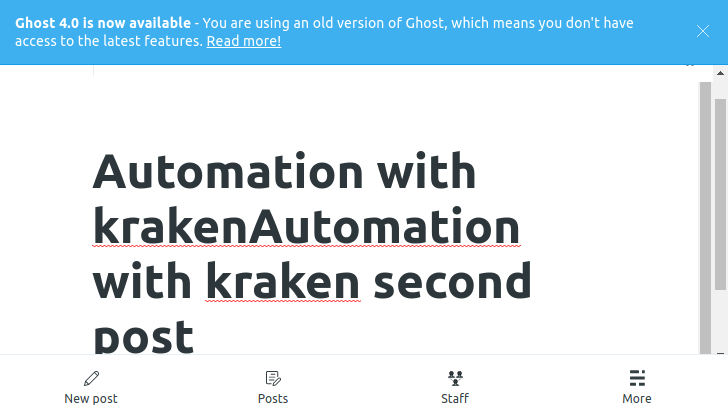 Ghost 4.0 is now available - You are using an old version of Ghost, which means you don't have
access to the latest features. Read more!
Automation with
krakenAutomation
with kraken second
post
New post
Posts
Staff
More